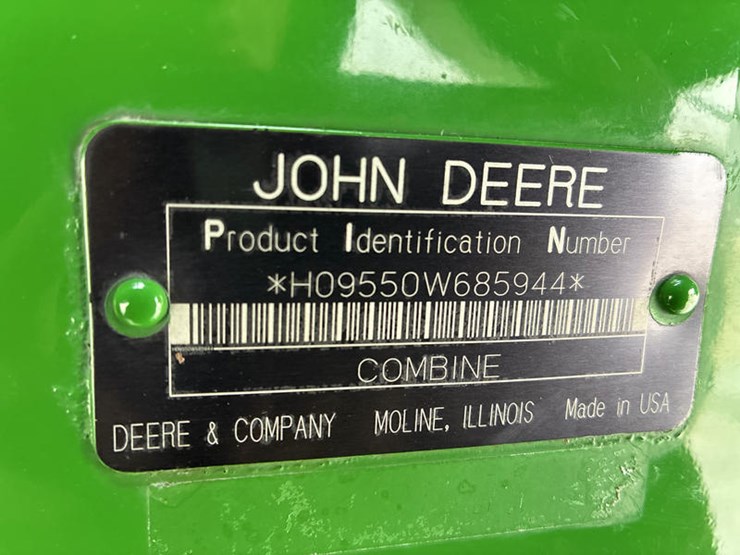 JOHN DEERE
Product Identification Number
*H09550W685944*
COMBINE
DEERE & COMPANY MOLINE, ILLINOIS Made in USA